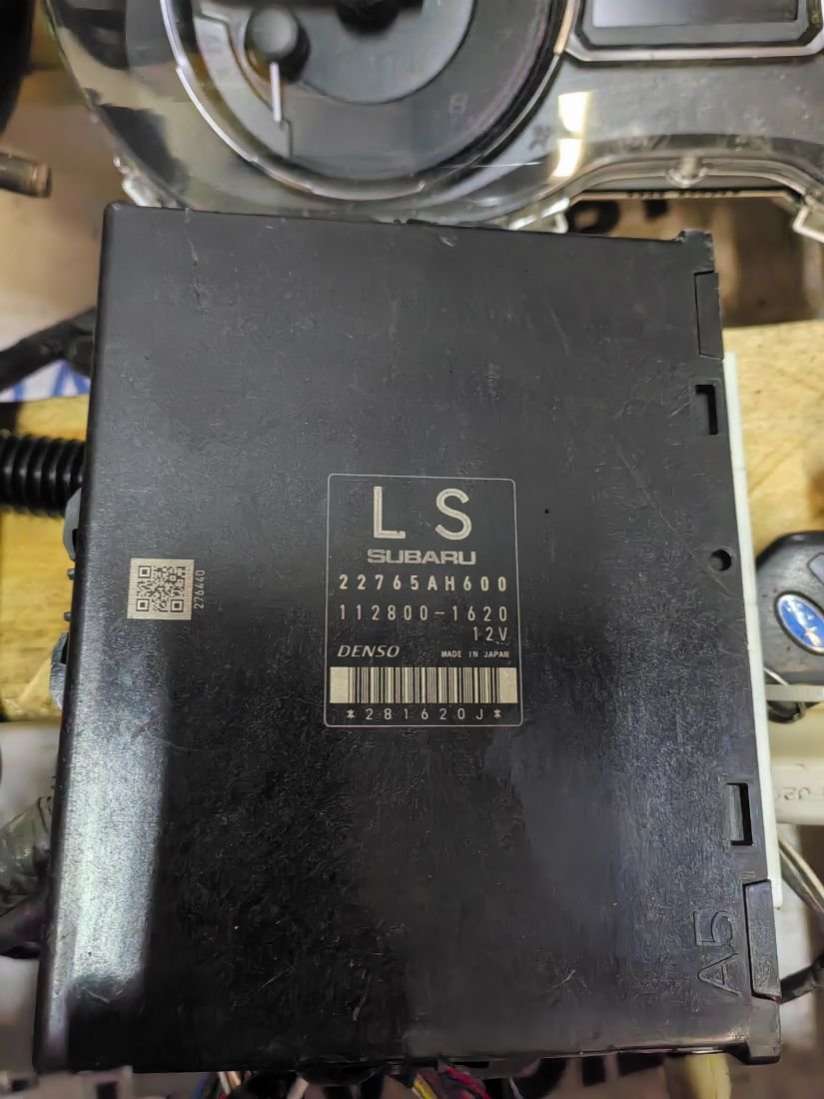 L S
SUBARU
22765AH600
112800-1620
12V
DENSO MADE IN JAPAN
*281620J*
276440
A5